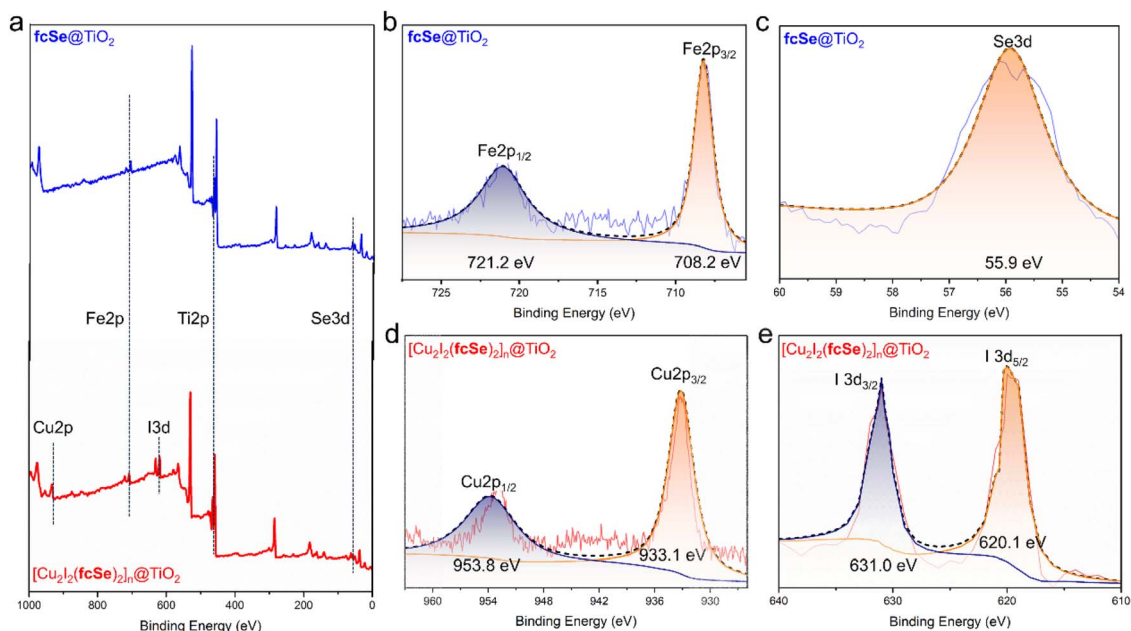 a
fcSe@TiO₂
Fe2p
Ti2p
Se3d
Cu2p
I3d
[Cu₂I₂(fcSe)₂]ₙ@TiO₂
1000 800 600 400 200 0
Binding Energy (eV)
b
fcSe@TiO₂
Fe2p₃/₂
Fe2p₁/₂
721.2 eV
708.2 eV
725 720 715 710
Binding Energy (eV)
c
fcSe@TiO₂
Se3d
55.9 eV
60 59 58 57 56 55 54
Binding Energy (eV)
d
[Cu₂I₂(fcSe)₂]ₙ@TiO₂
Cu2p₃/₂
Cu2p₁/₂
953.8 eV
933.1 eV
960 954 948 942 936 930
Binding Energy (eV)
e
[Cu₂I₂(fcSe)₂]ₙ@TiO₂
I 3d₃/₂
I 3d₅/₂
631.0 eV
620.1 eV
640 630 620 610
Binding Energy (eV)